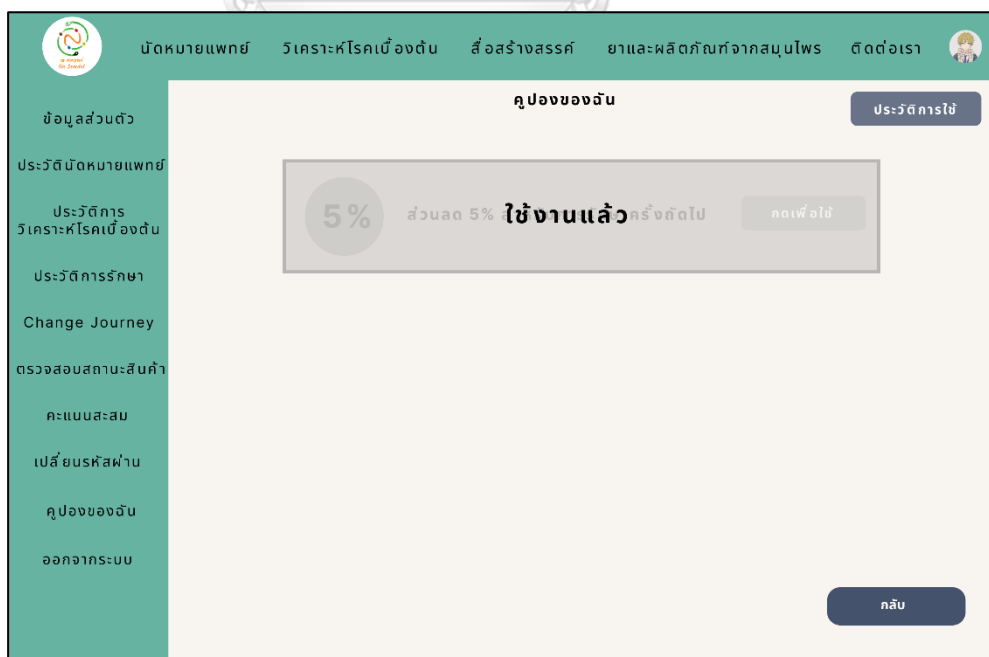 นัดหมายแพทย์ วิเคราะห์โรคเบื้องต้น สื่อสร้างสรรค์ ยาและผลิตภัณฑ์จากสมุนไพร ติดต่อเรา
คูปองของฉัน
ประวัติการใช้
ข้อมูลส่วนตัว
ประวัตินัดหมายแพทย์
ประวัติการ
วิเคราะห์โรคเบื้องต้น
ประวัติการรักษา
Change Journey
ตรวจสอบสถานะสินค้า
คะแนนสะสม
เปลี่ยนรหัสผ่าน
คูปองของฉัน
ออกจากระบบ
5% ส่วนลด 5% ครั้งถัดไป กดเพื่อใช้
ใช้งานแล้ว
กลับ